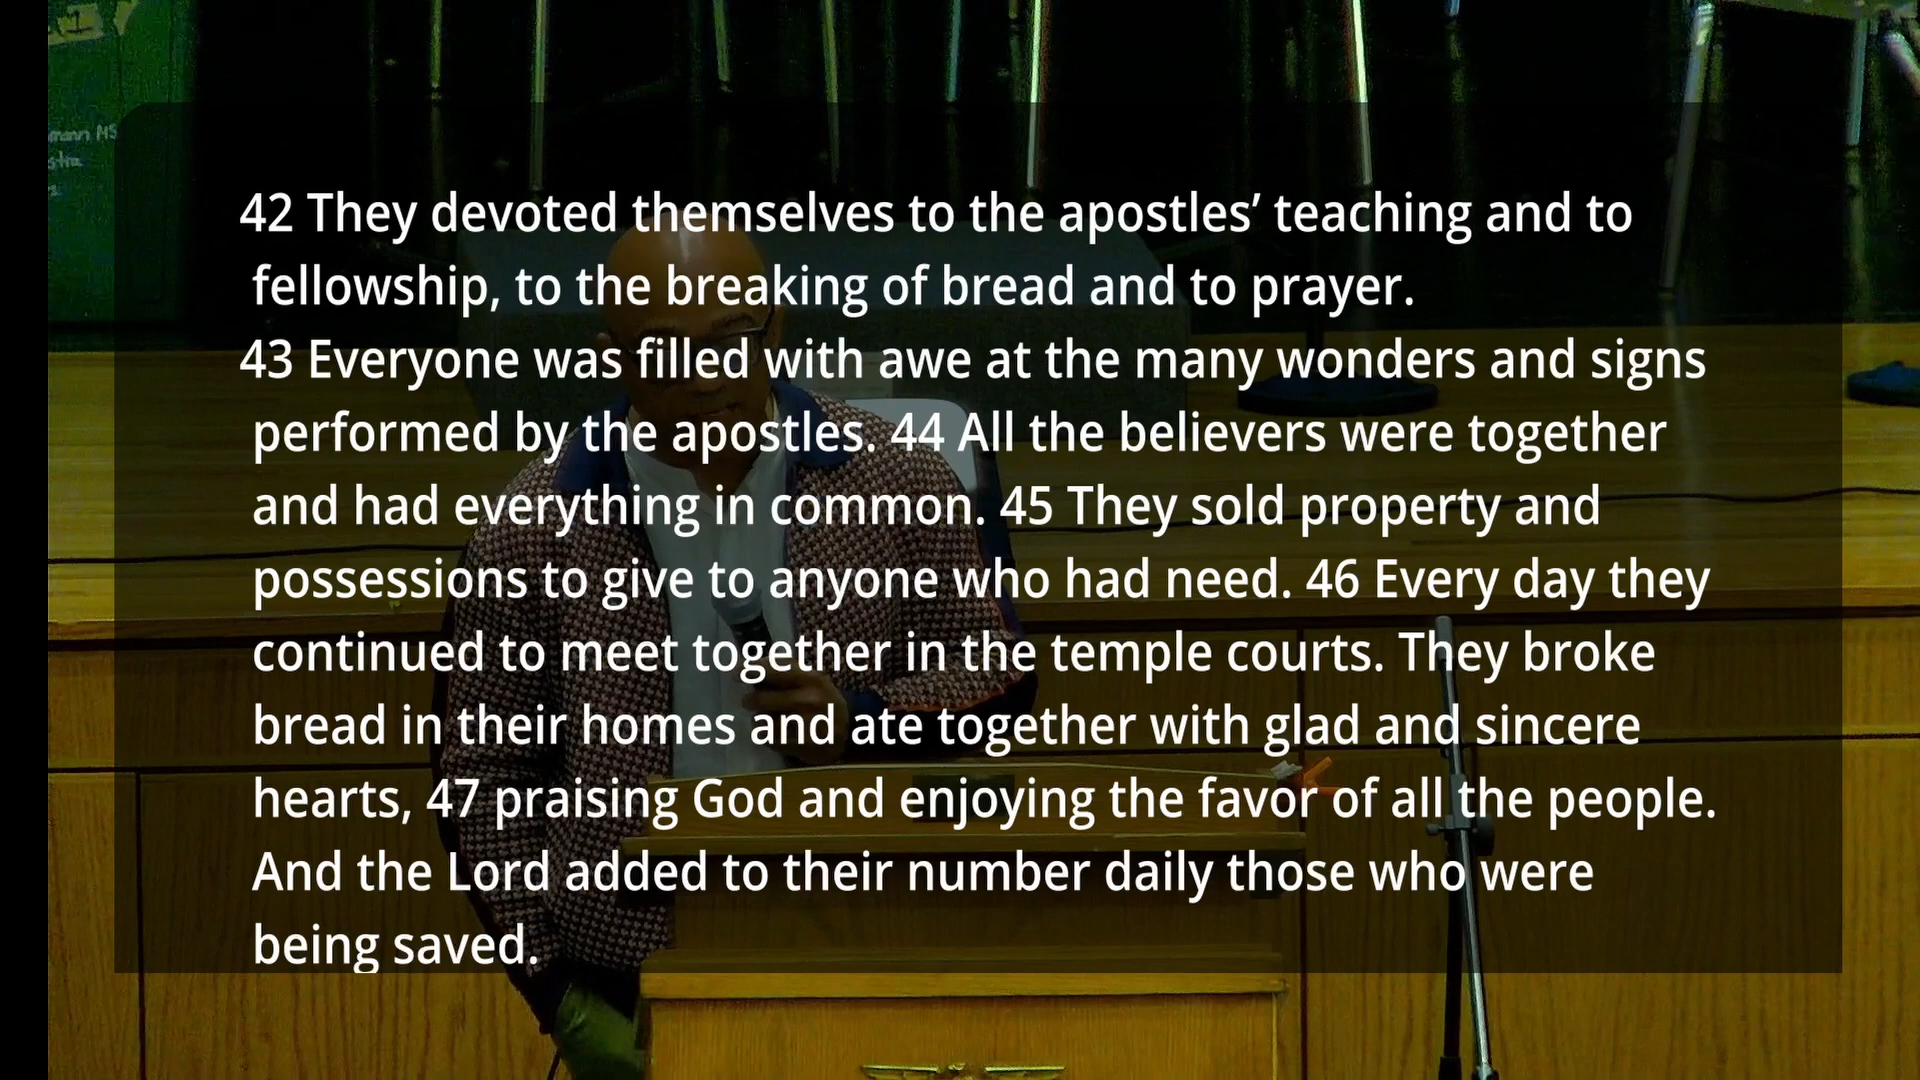 mann MS
42 They devoted themselves to the apostles’ teaching and to
fellowship, to the breaking of bread and to prayer.
43 Everyone was filled with awe at the many wonders and signs
performed by the apostles. 44 All the believers were together
and had everything in common. 45 They sold property and
possessions to give to anyone who had need. 46 Every day they
continued to meet together in the temple courts. They broke
bread in their homes and ate together with glad and sincere
hearts, 47 praising God and enjoying the favor of all the people.
And the Lord added to their number daily those who were
being saved.